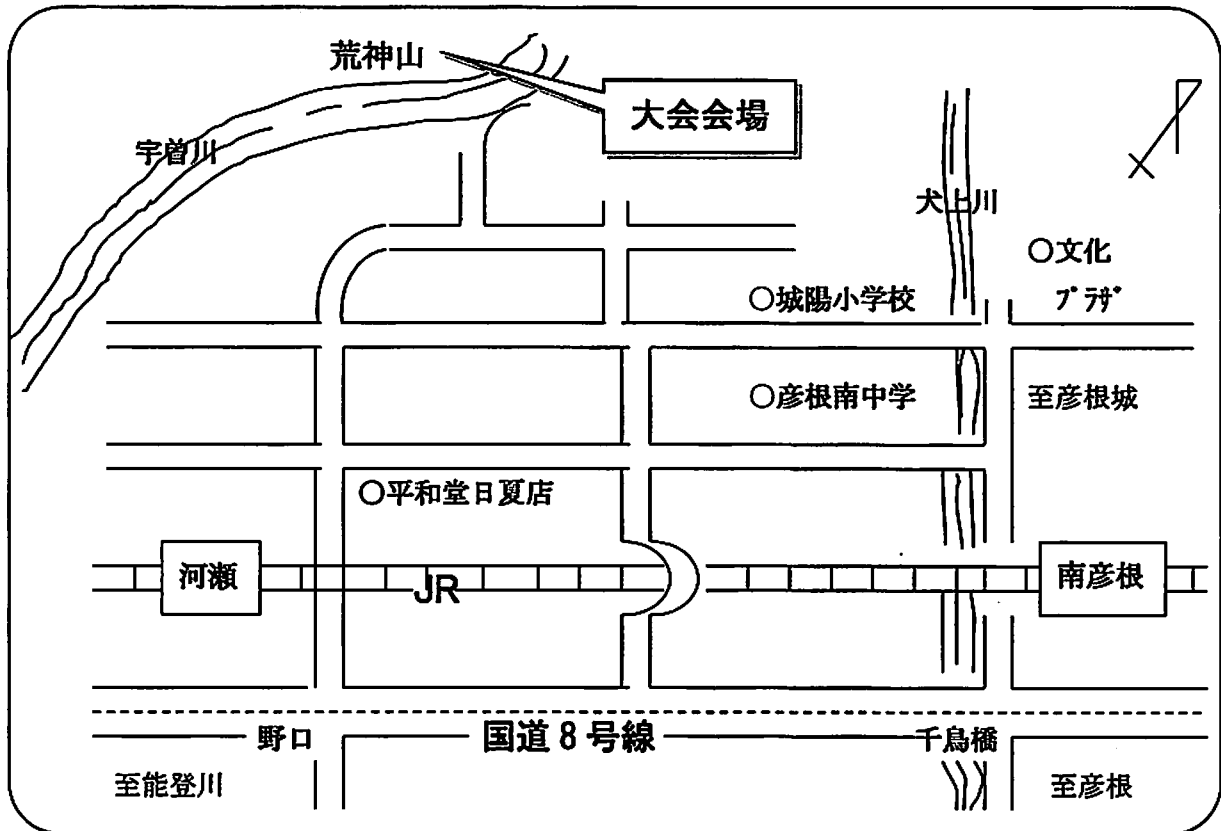 荒神山
大会会場
宇曽川
犬上川
○文化
プラザ
○城陽小学校
○彦根南中学
至彦根城
○平和堂日夏店
河瀬
JR
南彦根
野口
国道8号線
千鳥橋
至能登川
至彦根